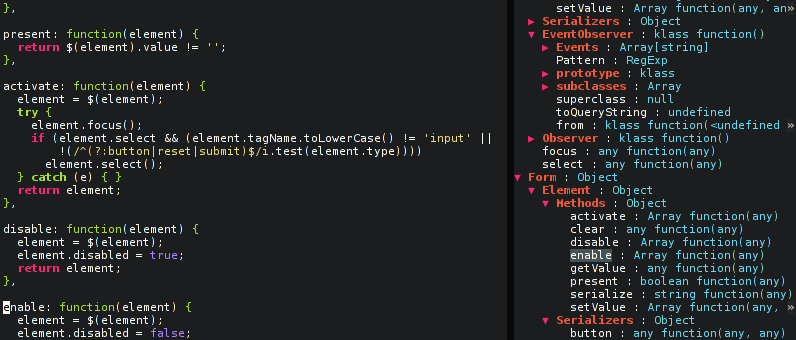 },
present: function(element) {
return $(element).value != '';
},
activate: function(element) {
element = $(element);
try {
element.focus();
if (element.select && (element.tagName.toLowerCase() != 'input' ||
!(/^(?:button|reset|submit)$/i.test(element.type))))
element.select();
} catch (e) { }
return element;
},
disable: function(element) {
element = $(element);
element.disabled = true;
return element;
},
enable: function(element) {
element = $(element);
element.disabled = false;
setValue : Array function(any, an»
▶ Serializers : Object
▼ EventObserver : klass function()
▶ Events : Array[string]
Pattern : RegExp
▶ prototype : klass
▶ subclasses : Array
superclass : null
toQueryString : undefined
from : klass function(<undefined »
▶ Observer : klass function()
focus : any function(any)
select : any function(any)
▼ Form : Object
▼ Element : Object
▼ Methods : Object
activate : Array function(any)
clear : any function(any)
disable : Array function(any)
enable : Array function(any)
getValue : any function(any)
present : boolean function(any)
serialize : string function(any)
setValue : Array function(any, »
▼ Serializers : Object
button : any function(any, any)